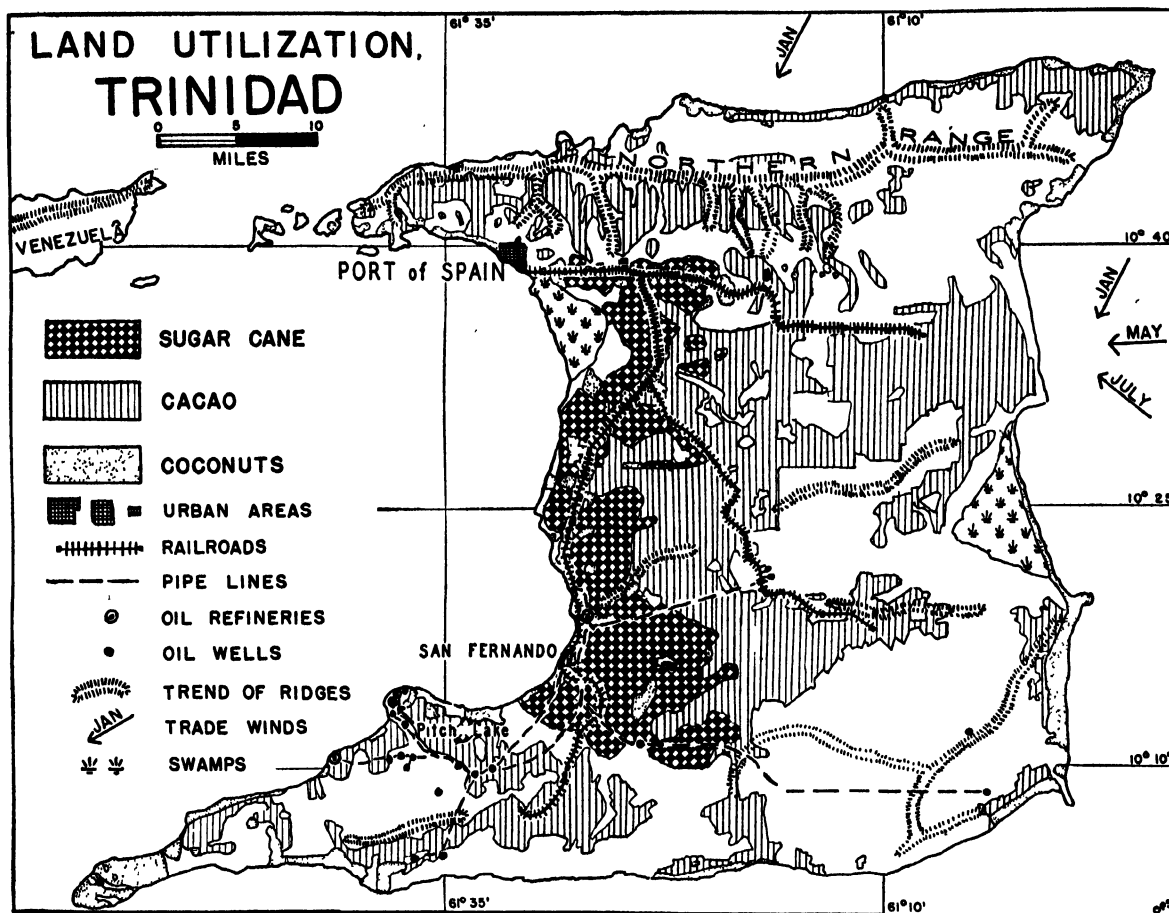 LAND UTILIZATION,
TRINIDAD
0 5 10
MILES
61° 35'
61° 10'
JAN
NORTHERN RANGE
VENEZUELA
PORT of SPAIN
10° 40
JAN
MAY
JULY
SUGAR CANE
CACAO
COCONUTS
URBAN AREAS
RAILROADS
PIPE LINES
OIL REFINERIES
OIL WELLS
TREND OF RIDGES
JAN
TRADE WINDS
SWAMPS
10° 25
SAN FERNANDO
Pitch Lake
10° 10'
61° 35'
61° 10'